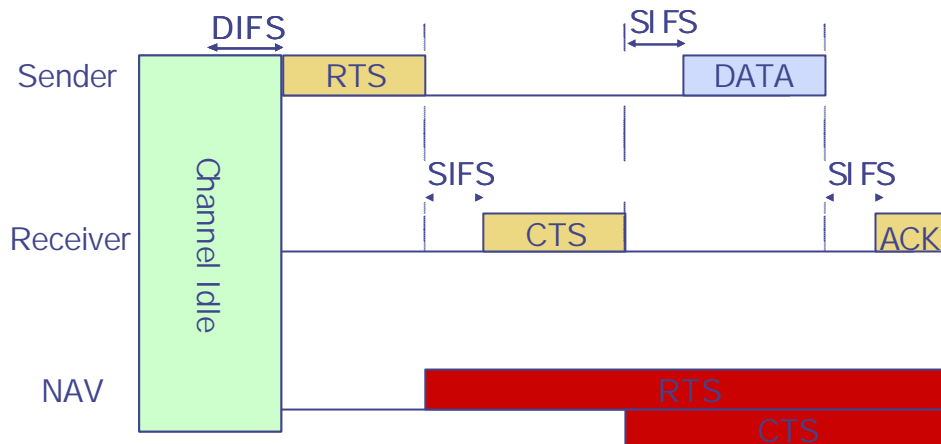 DIFS
SIFS
Sender
RTS
DATA
Channel Idle
SIFS
SIFS
Receiver
CTS
ACK
NAV
RTS
CTS